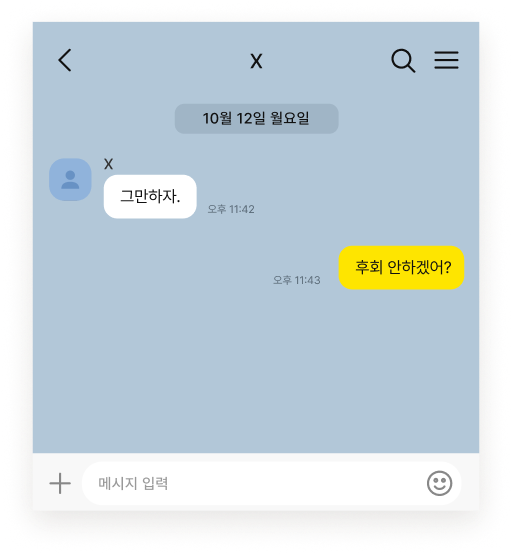 X
10월 12일 월요일
X
그만하자.
오후 11:42
후회 안하겠어?
오후 11:43
메시지 입력